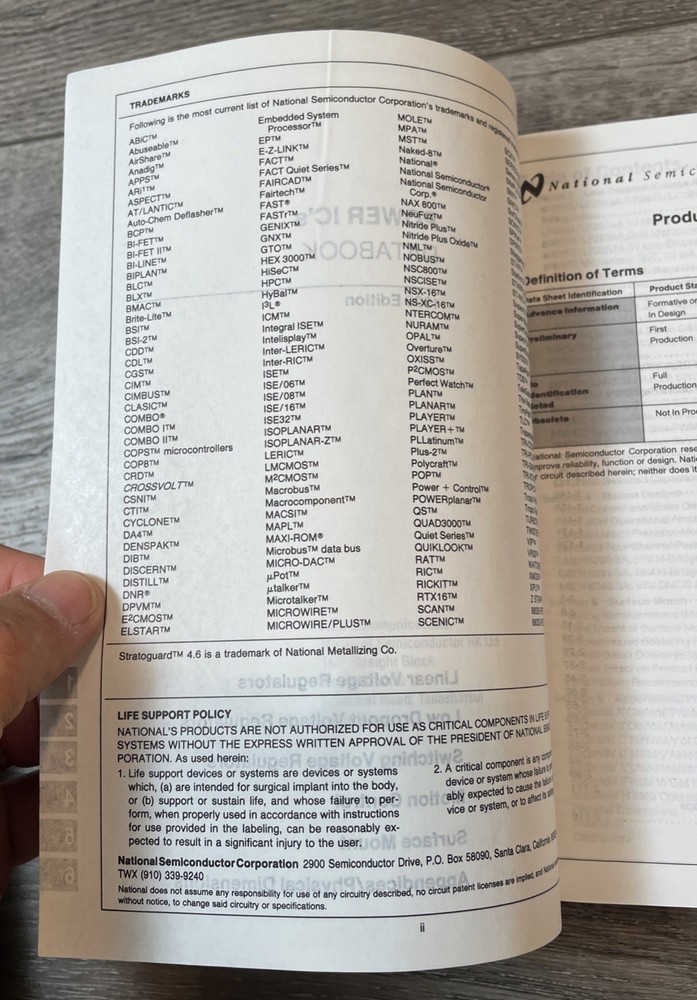 TRADEMARKS
Following is the most current list of National Semiconductor Corporation's trademarks and registered
ABiC™
Abuseable™
AirShare™
Anadig™
APPS™
ARi1™
ASPECT™
AT/LANTIC™
Auto-Chem Deflasher™
BCP™
BI-FET™
BI-FET II™
BI-LINE™
BIPLAN™
BLC™
BLX™
BMAC™
Brite-Lite™
BSI™
BSI-2™
CDD™
CDL™
CGS™
CIM™
CIMBUS™
CLASIC™
COMBO®
COMBO I™
COMBO II™
COPS™ microcontrollers
COP8™
CRD™
CROSSVOLT™
CSNI™
CTI™
CYCLONE™
DA4™
DENSPAK™
DIB™
DISCERN™
DISTILL™
DNR®
DPVM™
E²CMOS™
ELSTAR™
Embedded System
Processor™
EP™
E-Z-LINK™
FACT™
FACT Quiet Series™
FAIRCAD™
Fairtech™
FAST®
FASTr™
GENIX™
GNX™
GTO™
HEX 3000™
HiSeC™
HPC™
HyBal™
I³L®
ICM™
Integral ISE™
Intelisplay™
Inter-LERIC™
Inter-RIC™
ISE™
ISE/06™
ISE/08™
ISE/16™
ISE32™
ISOPLANAR™
ISOPLANAR-Z™
LERIC™
LMCMOS™
M²CMOS™
Macrobus™
Macrocomponent™
MACSI™
MAPL™
MAXI-ROM®
Microbus™ data bus
MICRO-DAC™
μPot™
μtalker™
Microtalker™
MICROWIRE™
MICROWIRE/PLUS™
MOLE™
MPA™
MST™
Naked-8™
National®
National Semiconductor®
National Semiconductor
Corp.®
NAX 800™
NeuFuz™
Nitride Plus™
Nitride Plus Oxide™
NML™
NOBUS™
NSC800™
NSCISE™
NSX-16™
NS-XC-16™
NTERCOM™
NURAM™
OPAL™
Overture™
OXISS™
P²CMOS™
Perfect Watch™
PLAN™
PLANAR™
PLAYER™
PLAYER+™
PLLatinum™
Plus-2™
Polycraft™
POP™
Power + Control™
POWERplanar™
QS™
QUAD3000™
Quiet Series™
QUIKLOOK™
RAT™
RIC™
RICKIT™
RTX16™
SCAN™
SCENIC™
Stratoguard™ 4.6 is a trademark of National Metallizing Co.
LIFE SUPPORT POLICY
NATIONAL'S PRODUCTS ARE NOT AUTHORIZED FOR USE AS CRITICAL COMPONENTS IN LIFE
SYSTEMS WITHOUT THE EXPRESS WRITTEN APPROVAL OF THE PRESIDENT OF NATIONAL
PORATION. As used herein:
1. Life support devices or systems are devices or systems
which, (a) are intended for surgical implant into the body,
or (b) support or sustain life, and whose failure to per-
form, when properly used in accordance with instructions
for use provided in the labeling, can be reasonably ex-
pected to result in a significant injury to the user.
2. A critical component is any
device or system whose failure
ably expected to cause the
vice or system, or to affect its
National Semiconductor Corporation 2900 Semiconductor Drive, P.O. Box 58090, Santa Clara, California
TWX (910) 339-9240
National does not assume any responsibility for use of any circuitry described, no circuit patent licenses are implied, and National
without notice, to change said circuitry or specifications.
ii
National Semic
Produ
Definition of Terms
ata Sheet Identification
Product Sta
dvance Information
Formative or
In Design
reliminary
First
Production
dentification
oted
Full
Production
bsolete
Not In Pro
ational Semiconductor Corporation rese
mprove reliability, function or design. Nati
r circuit described herein; neither does it